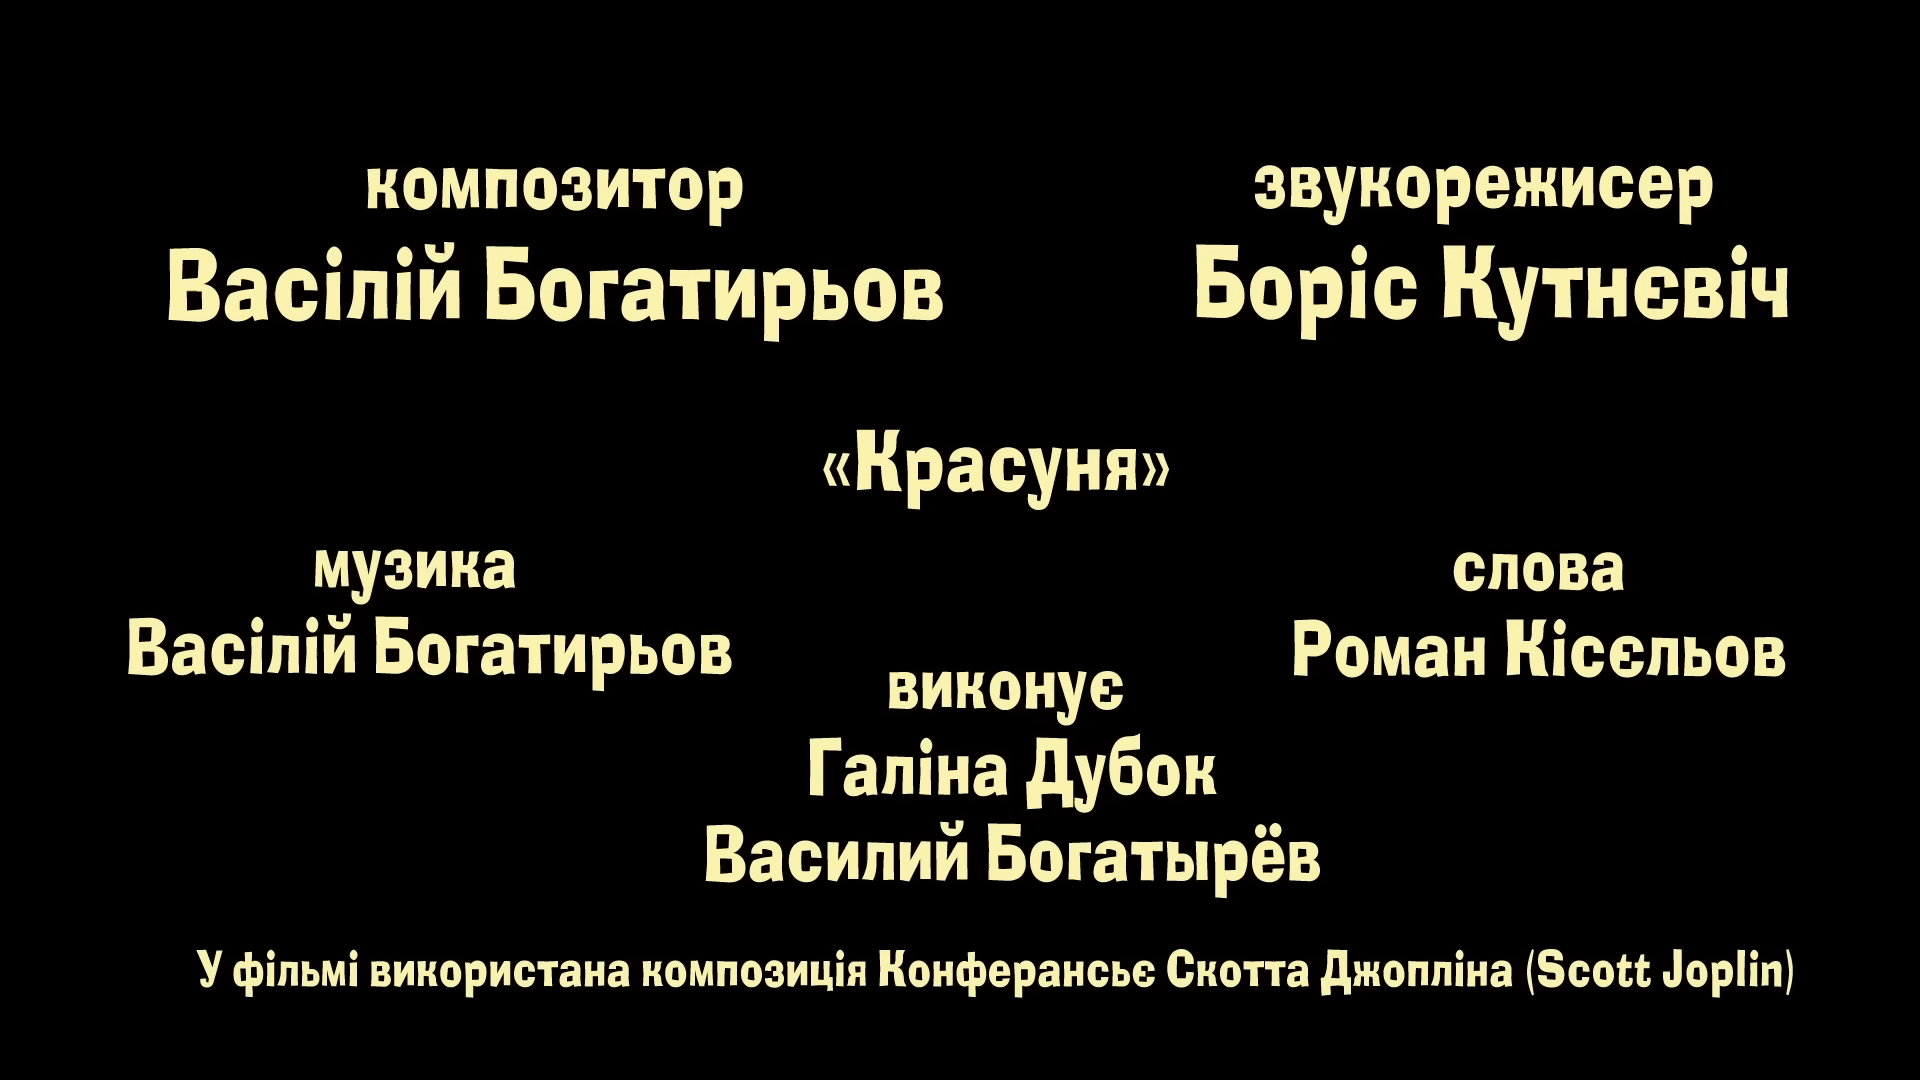 композитор
Васілій Богатирьов
звукорежисер
Боріс Кутнєвіч
«Красуня»
музика
Васілій Богатирьов
слова
Роман Кісєльов
виконує
Галіна Дубок
Василий Богатырёв
У фільмі використана композиція Конферансьє Скотта Джопліна (Scott Joplin)